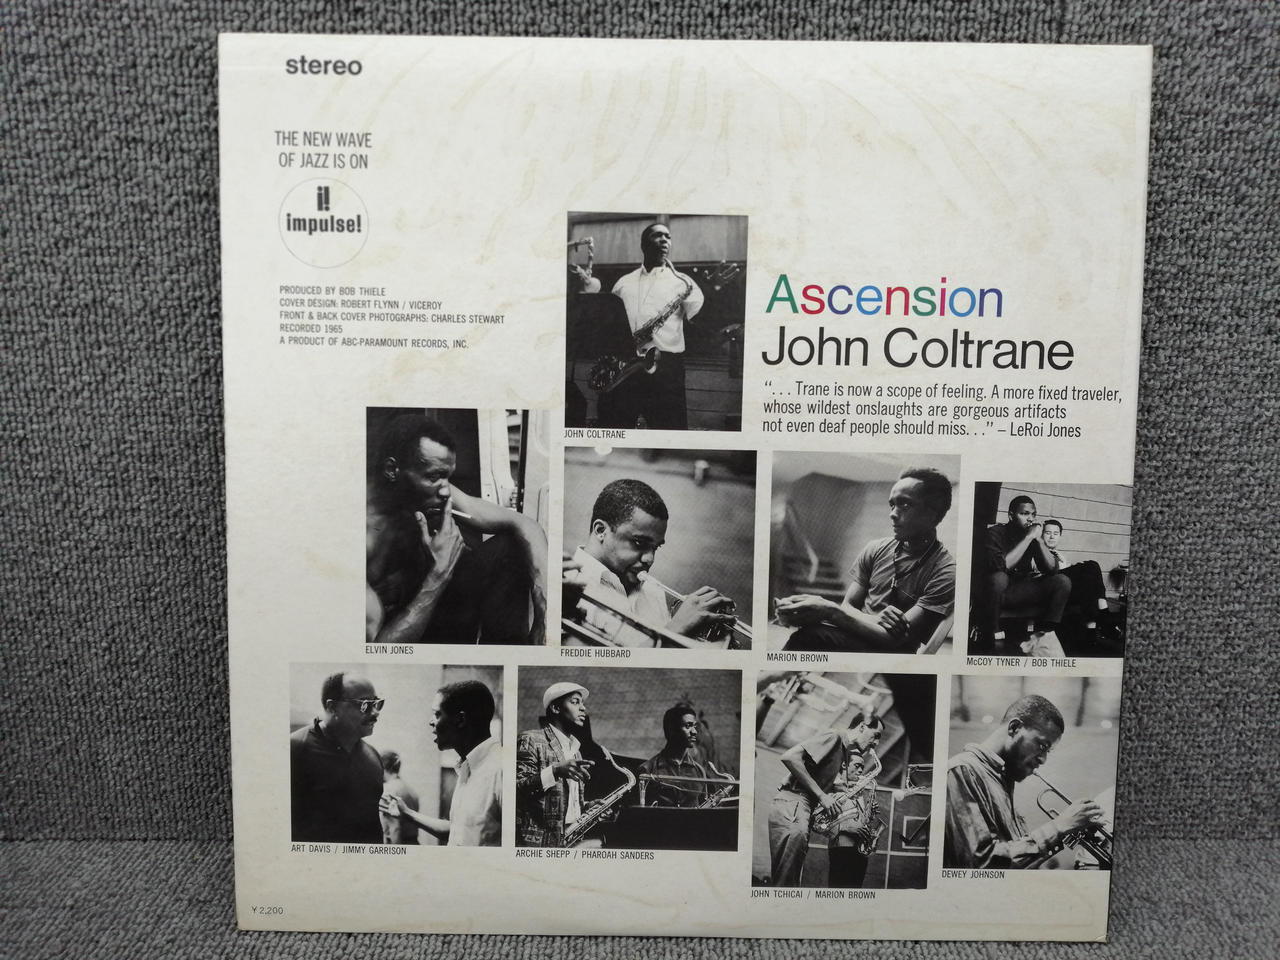 stereo
THE NEW WAVE
OF JAZZ IS ON
i!
impulse!
PRODUCED BY BOB THIELE
COVER DESIGN: ROBERT FLYNN / VICEROY
FRONT & BACK COVER PHOTOGRAPHS: CHARLES STEWART
RECORDED 1965
A PRODUCT OF ABC-PARAMOUNT RECORDS, INC.
Ascension
John Coltrane
“. . . Trane is now a scope of feeling. A more fixed traveler,
whose wildest onslaughts are gorgeous artifacts
not even deaf people should miss. . .” – LeRoi Jones
JOHN COLTRANE
ELVIN JONES
FREDDIE HUBBARD
MARION BROWN
McCOY TYNER / BOB THIELE
ART DAVIS / JIMMY GARRISON
ARCHIE SHEPP / PHAROAH SANDERS
JOHN TCHICAI / MARION BROWN
DEWEY JOHNSON
¥2,200